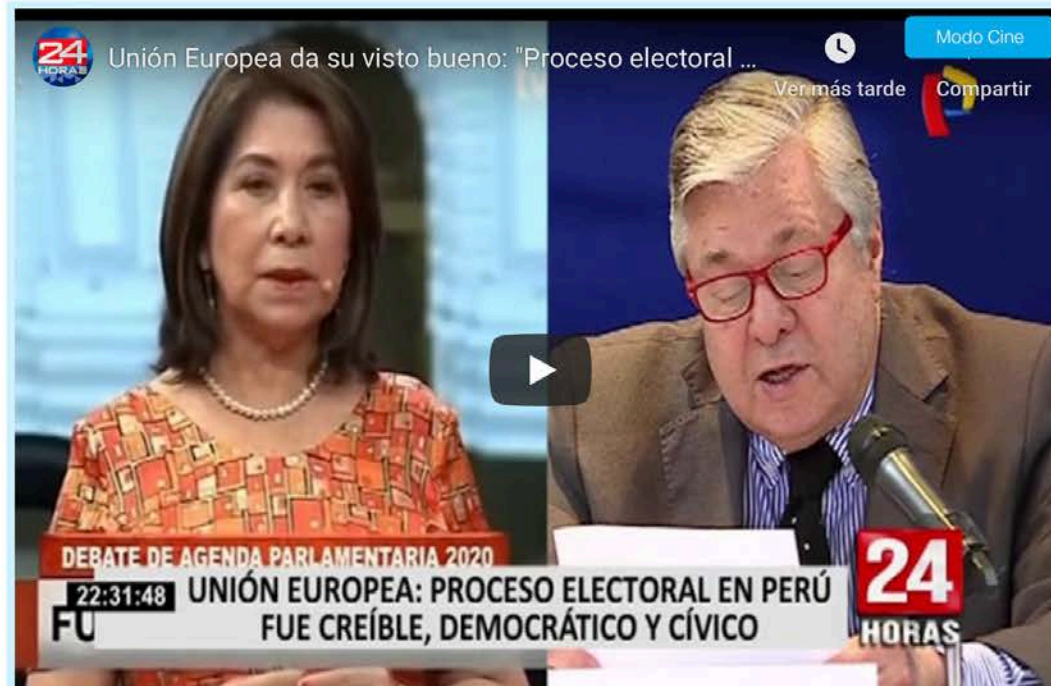 24
HORAS
Unión Europea da su visto bueno: "Proceso electoral ...
Modo Cine
Ver más tarde
Compartir
DEBATE DE AGENDA PARLAMENTARIA 2020
22:31:48
UNIÓN EUROPEA: PROCESO ELECTORAL EN PERÚ
FUE CREÍBLE, DEMOCRÁTICO Y CÍVICO
FU
24
HORAS